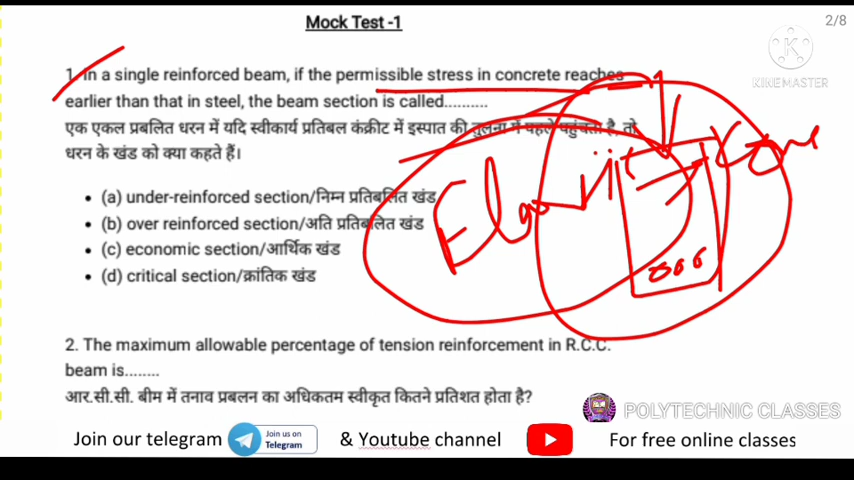 Mock Test -1
2/8
KINEMASTER
1. In a single reinforced beam, if the permissible stress in concrete reaches
earlier than that in steel, the beam section is called..........
एक एकल प्रबलित धरन में यदि स्वीकार्य प्रतिबल कंक्रीट में इस्पात की तुलना में पहले पहुंचता है, तो
धरन के खंड को क्या कहते हैं।
• (a) under-reinforced section/निम्न प्रतिबलित खंड
• (b) over reinforced section/अति प्रतिबलित खंड
• (c) economic section/आर्थिक खंड
• (d) critical section/क्रांतिक खंड
2. The maximum allowable percentage of tension reinforcement in R.C.C.
beam is........
आर.सी.सी. बीम में तनाव प्रबलन का अधिकतम स्वीकृत कितने प्रतिशत होता है?
POLYTECHNIC CLASSES
Join our telegram Join us on Telegram & Youtube channel For free online classes